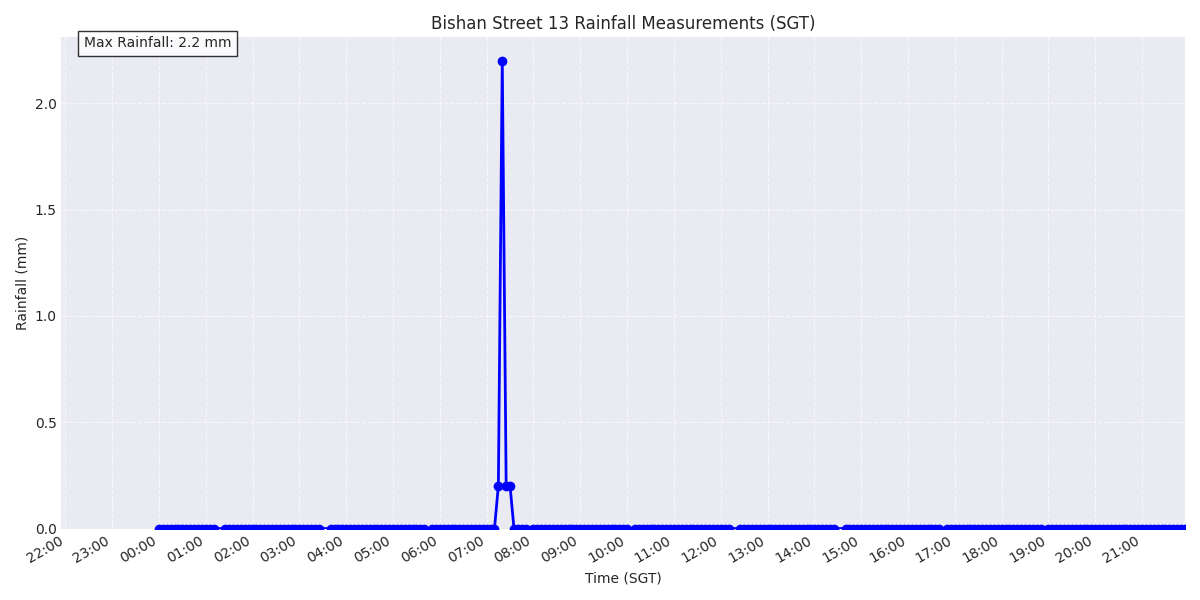 Bishan Street 13 Rainfall Measurements (SGT)
Max Rainfall: 2.2 mm
2.0
1.5
1.0
0.5
0.0
Rainfall (mm)
22:00 23:00 00:00 01:00 02:00 03:00 04:00 05:00 06:00 07:00 08:00 09:00 10:00 11:00 12:00 13:00 14:00 15:00 16:00 17:00 18:00 19:00 20:00 21:00
Time (SGT)